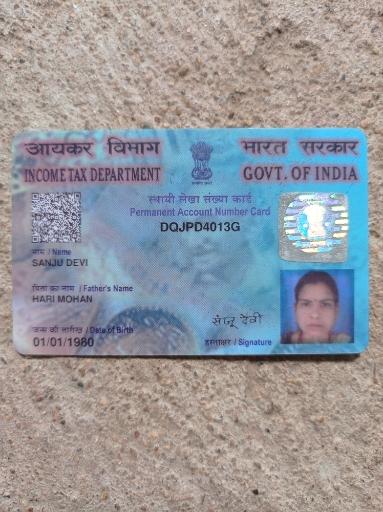 आयकर विभाग
INCOME TAX DEPARTMENT
भारत सरकार
GOVT. OF INDIA
स्थायी लेखा संख्या कार्ड
Permanent Account Number Card
DQJPD4013G
नाम / Name
SANJU DEVI
पिता का नाम / Father's Name
HARI MOHAN
जन्म की तारीख / Date of Birth
01/01/1980
संजू देवी
हस्ताक्षर / Signature